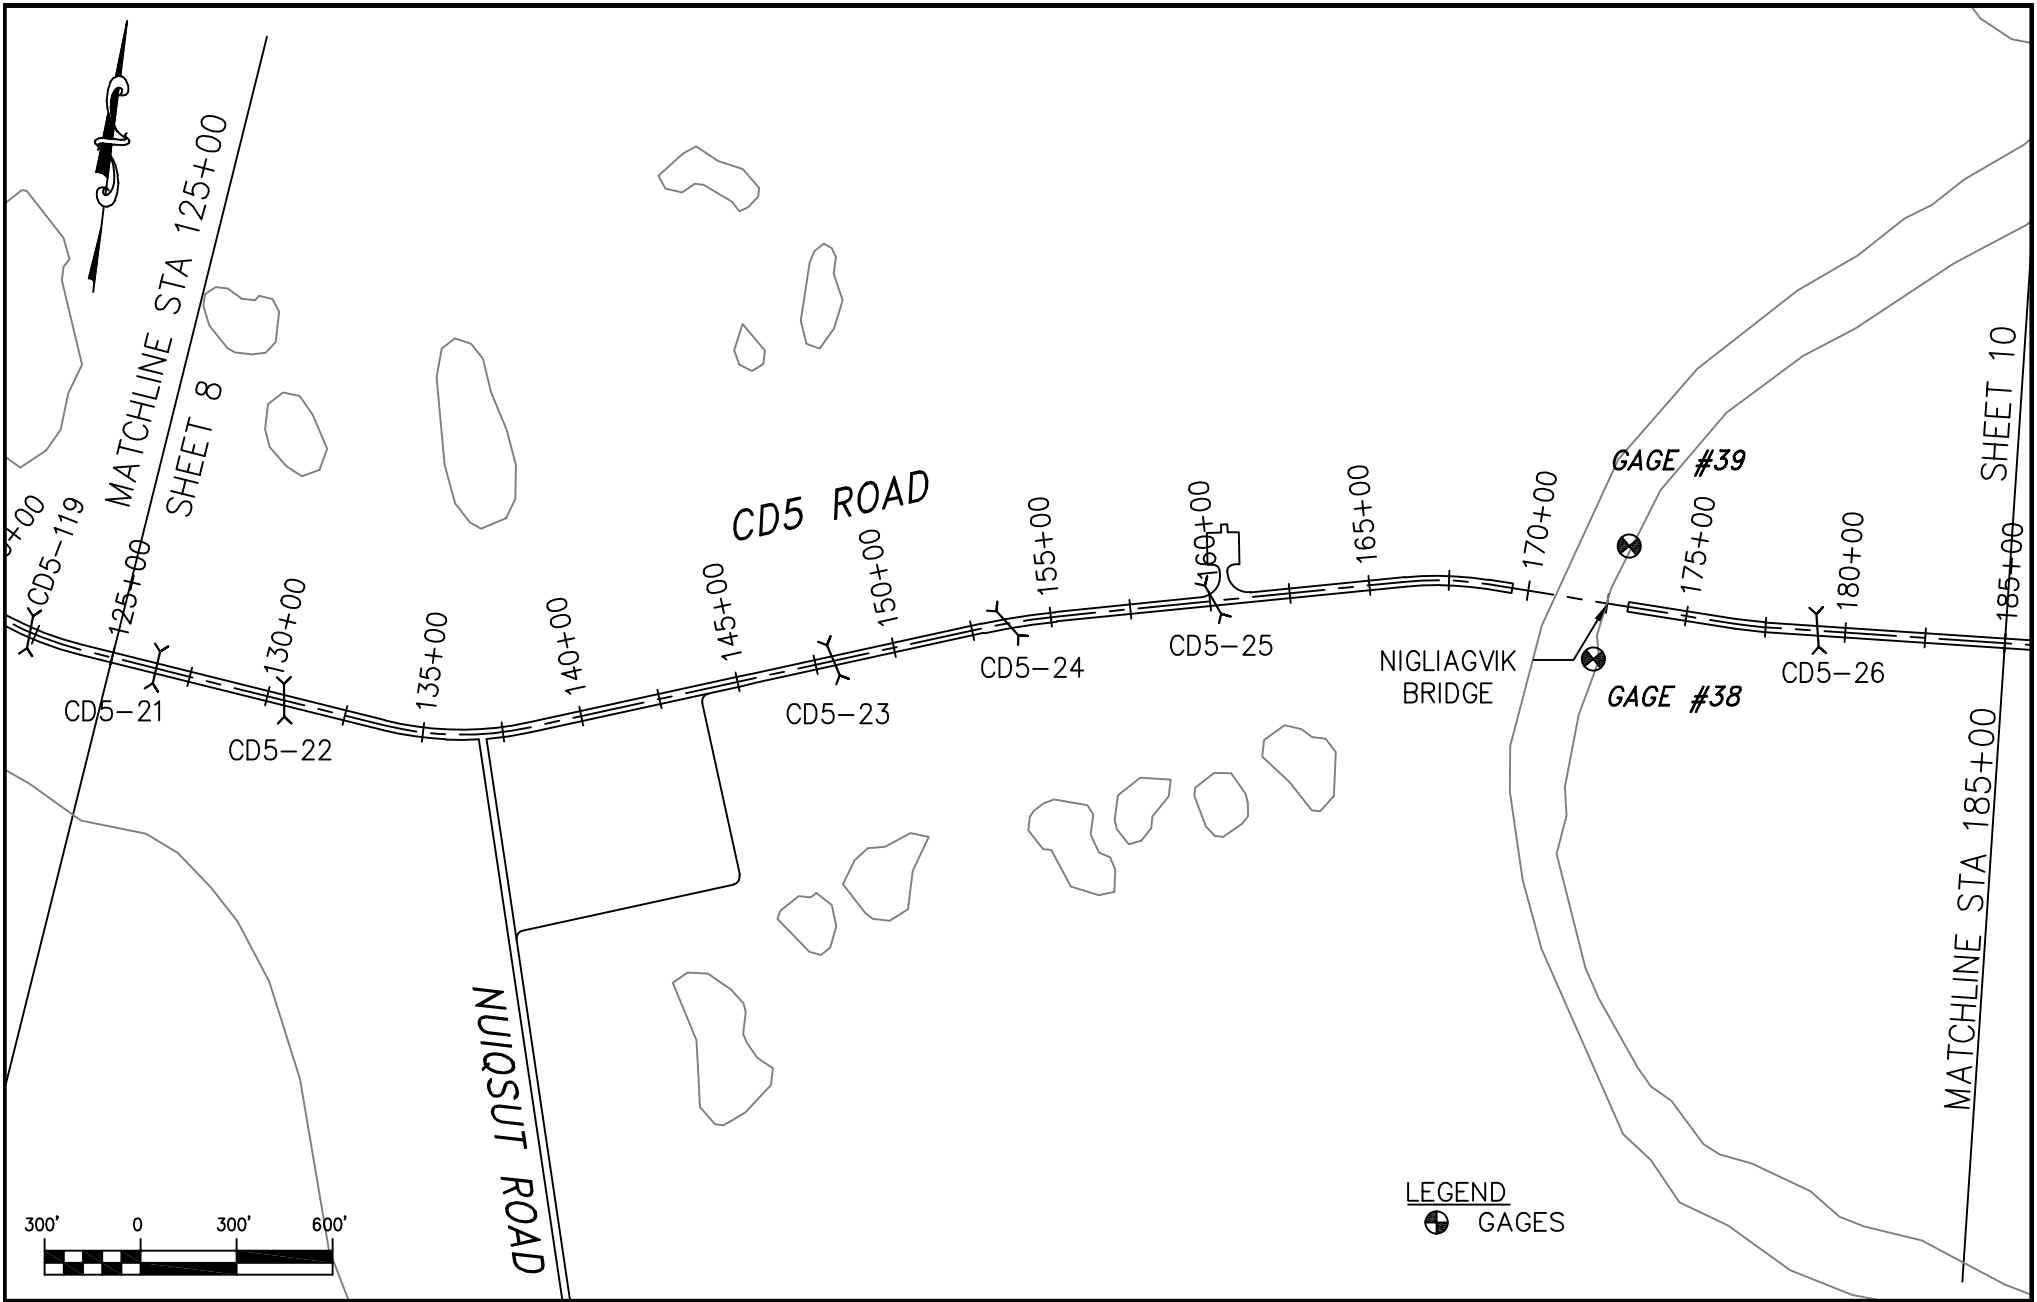 MATCHLINE STA 125+00
SHEET 8
CD5-119
125+00
130+00
135+00
140+00
145+00
150+00
155+00
160+00
165+00
170+00
175+00
180+00
185+00
CD5 ROAD
GAGE #39
SHEET 10
MATCHLINE STA 185+00
CD5-21
CD5-22
CD5-23
CD5-24
CD5-25
NIGLIAGVIK
BRIDGE
GAGE #38
CD5-26
NUIQSUT ROAD
LEGEND
GAGES
300' 0 300' 600'